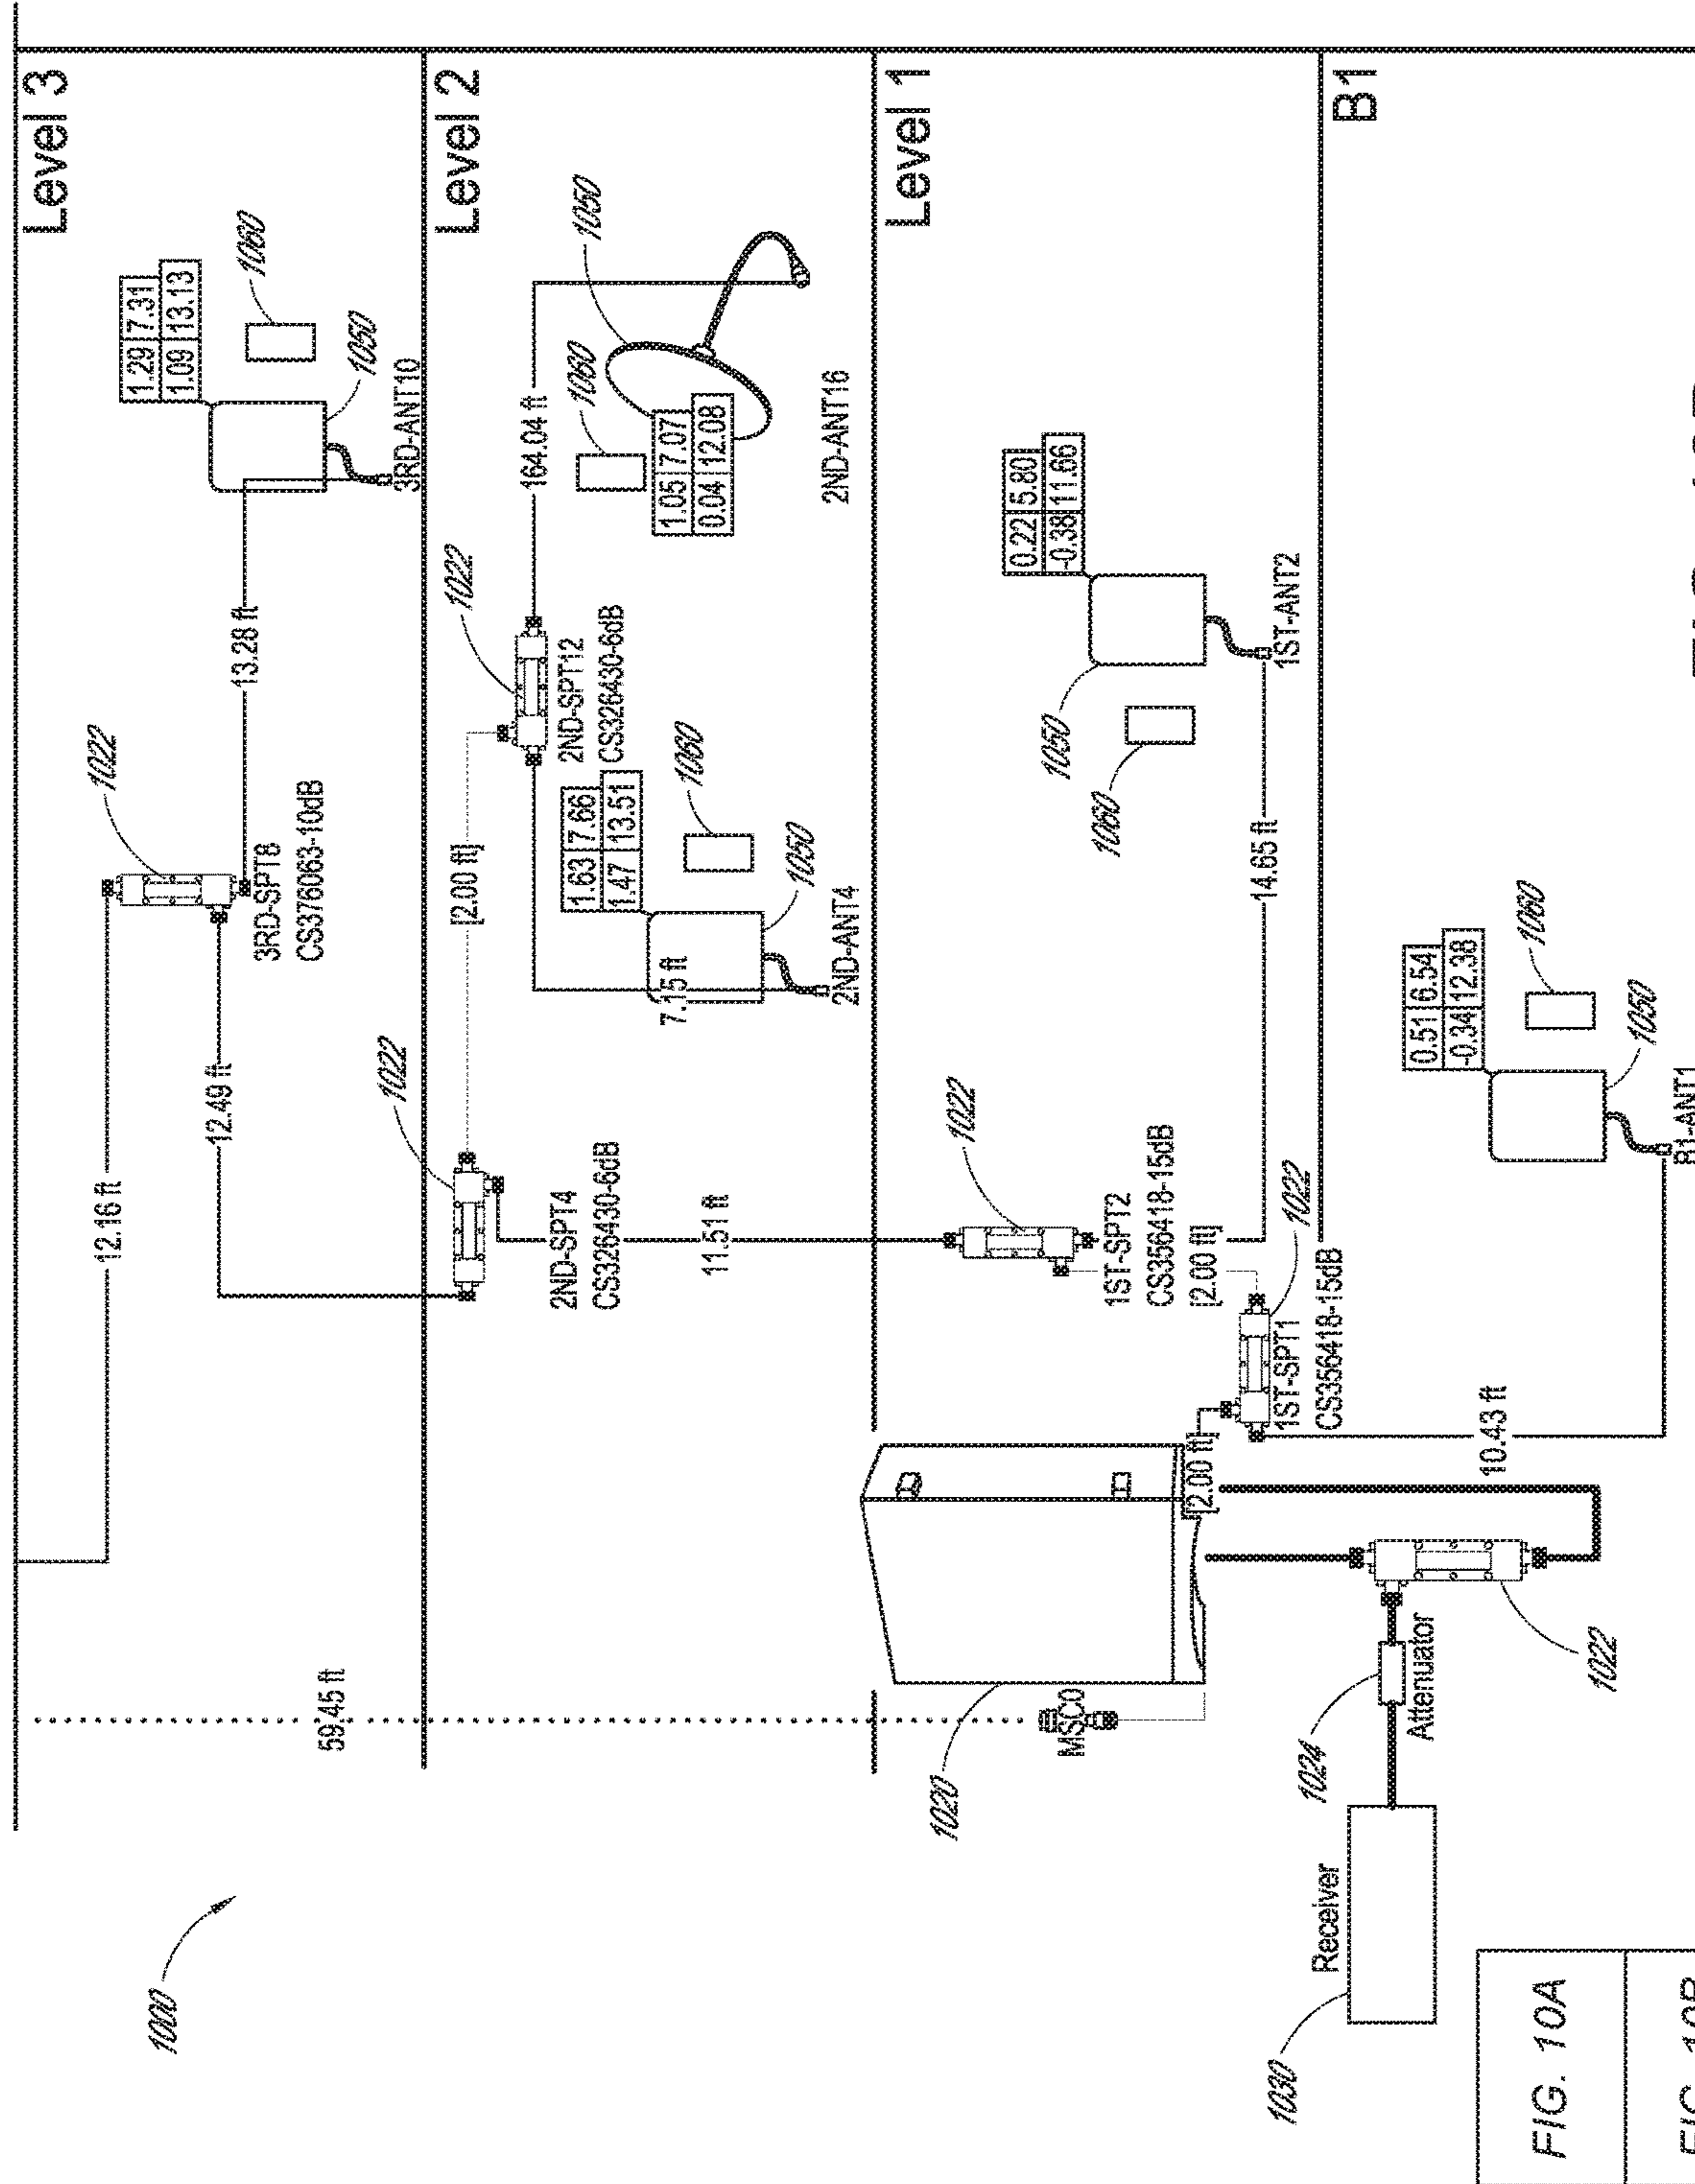 Level 3
12.16 ft
1022
3RD-SPT8
CS376063-10dB
12.49 ft
13.28 ft
1.29 7.31
1.09 13.13
1060
1050
3RD-ANT10
1000
59.45 ft
Level 2
1022
[2.00 ft]
1022
2ND-SPT12
CS326430-6dB
164.04 ft
1060
1050
1.05 7.07
0.04 12.08
2ND-ANT16
2ND-SPT4
CS326430-6dB
11.51 ft
1.63 7.66
1.47 13.51
1060
7.15 ft
1050
2ND-ANT4
Level 1
1020
MSC0
1022
1ST-SPT2
CS356418-15dB
[2.00 ft]
0.22 5.80
-0.38 11.66
1050
1060
14.65 ft
1ST-ANT2
[2.00 ft]
1ST-SPT1
CS356418-15dB
1022
B1
0.51 6.54
-0.34 12.38
1060
1050
10.43 ft
B1-ANT1
1030
Receiver
1024
Attenuator
1022
FIG. 10A
FIG. 10B